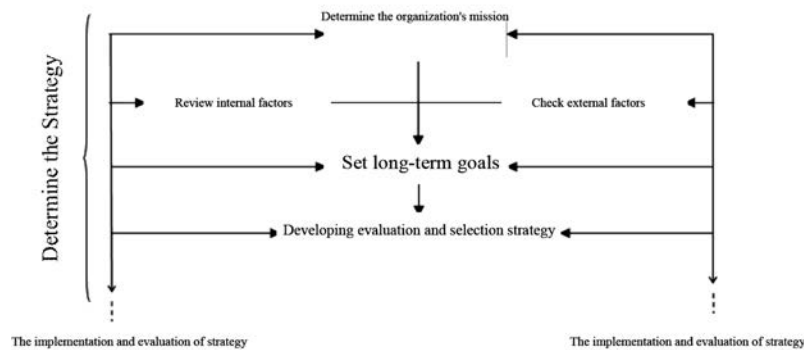 Determine the organization's mission
Determine the Strategy
Review internal factors
Check external factors
Set long-term goals
Developing evaluation and selection strategy
The implementation and evaluation of strategy
The implementation and evaluation of strategy